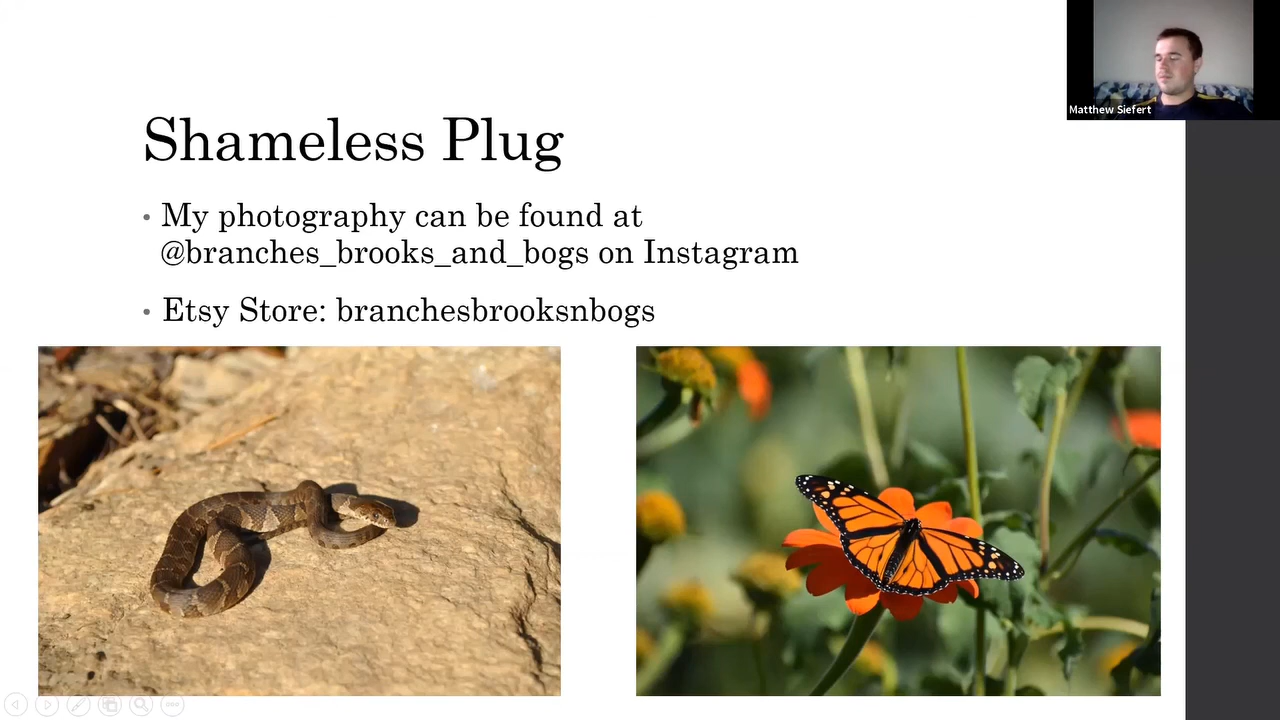 Matthew Siefert
Shameless Plug
• My photography can be found at
@branches_brooks_and_bogs on Instagram
• Etsy Store: branchesbrooksnbogs